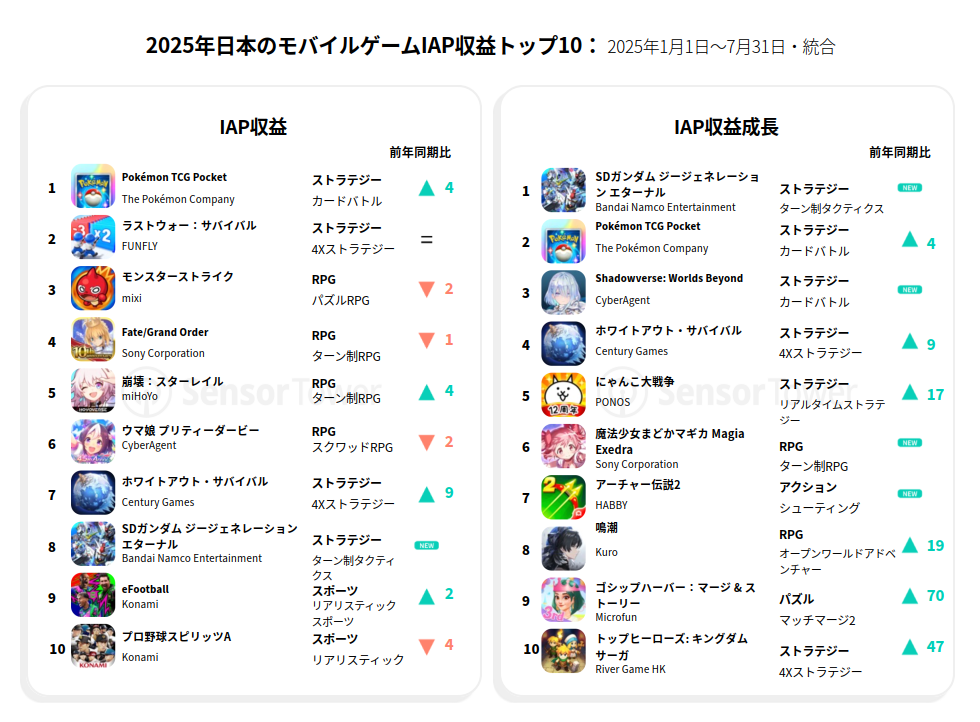 2025年日本のモバイルゲームIAP収益トップ10： 2025年1月1日～7月31日・統合
IAP収益
前年同期比
1
Pokémon TCG Pocket
The Pokémon Company
ストラテジー
カードバトル
▲ 4
2
ラストウォー：サバイバル
FUNFLY
ストラテジー
4Xストラテジー
=
3
モンスターストライク
mixi
RPG
パズルRPG
▼ 2
4
Fate/Grand Order
Sony Corporation
RPG
ターン制RPG
▼ 1
5
崩壊：スターレイル
miHoYo
RPG
ターン制RPG
▲ 4
6
ウマ娘 プリティーダービー
CyberAgent
RPG
スクワッドRPG
▼ 2
7
ホワイトアウト・サバイバル
Century Games
ストラテジー
4Xストラテジー
▲ 9
8
SDガンダム ジージェネレーション
エターナル
Bandai Namco Entertainment
ストラテジー
ターン制タクティ
クス
NEW
9
eFootball
Konami
スポーツ
リアリスティック
スポーツ
▲ 2
10
プロ野球スピリッツA
Konami
スポーツ
リアリスティック
▼ 4
SensorTower
IAP収益成長
前年同期比
1
SDガンダム ジージェネレーショ
ン エターナル
Bandai Namco Entertainment
ストラテジー
ターン制タクティクス
NEW
2
Pokémon TCG Pocket
The Pokémon Company
ストラテジー
カードバトル
▲ 4
3
Shadowverse: Worlds Beyond
CyberAgent
ストラテジー
カードバトル
NEW
4
ホワイトアウト・サバイバル
Century Games
ストラテジー
4Xストラテジー
▲ 9
5
にゃんこ大戦争
PONOS
ストラテジー
リアルタイムストラテ
ジー
▲ 17
6
魔法少女まどかマギカ Magia
Exedra
Sony Corporation
RPG
ターン制RPG
NEW
7
アーチャー伝説2
HABBY
アクション
シューティング
NEW
8
鳴潮
Kuro
RPG
オープンワールドアドベ
ンチャー
▲ 19
9
ゴシップハーバー：マージ & ス
トーリー
Microfun
パズル
マッチマージ2
▲ 70
10
トップヒーローズ: キングダム
サーガ
River Game HK
ストラテジー
4Xストラテジー
▲ 47
SensorTower